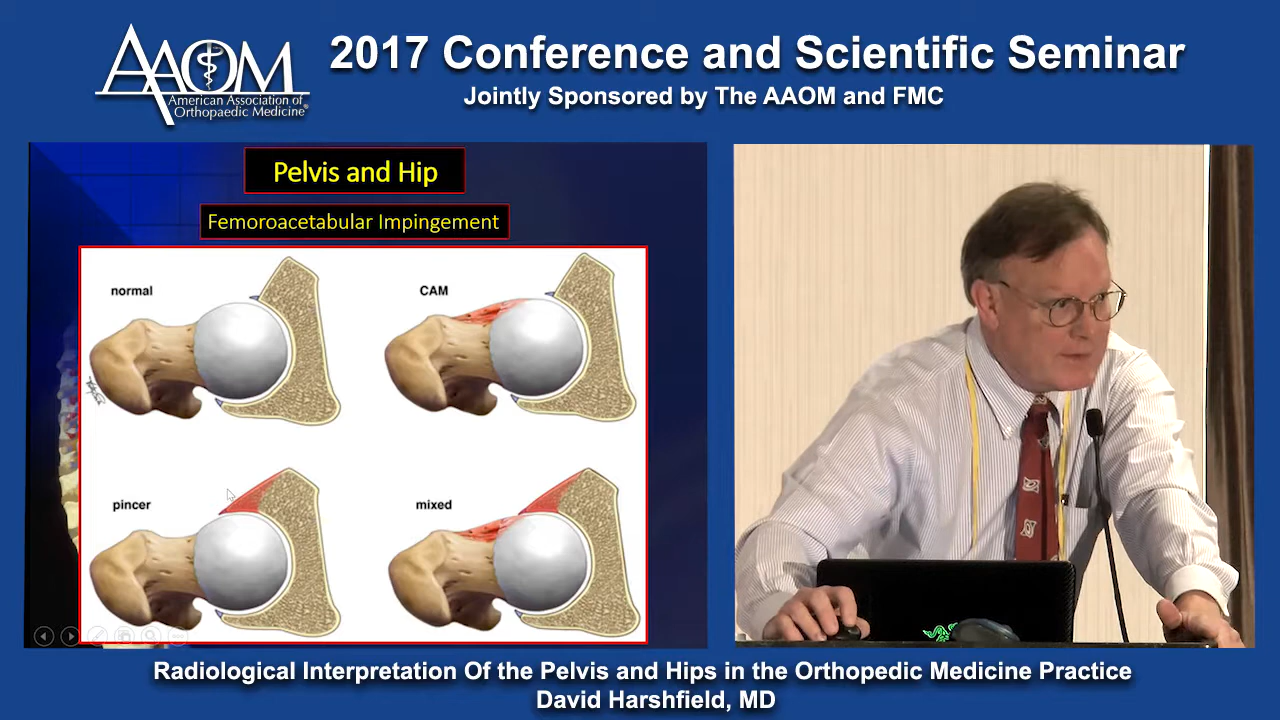 AAOM
American Association of
Orthopaedic Medicine®
2017 Conference and Scientific Seminar
Jointly Sponsored by The AAOM and FMC
Pelvis and Hip
Femoroacetabular Impingement
normal
CAM
pincer
mixed
Radiological Interpretation Of the Pelvis and Hips in the Orthopedic Medicine Practice
David Harshfield, MD